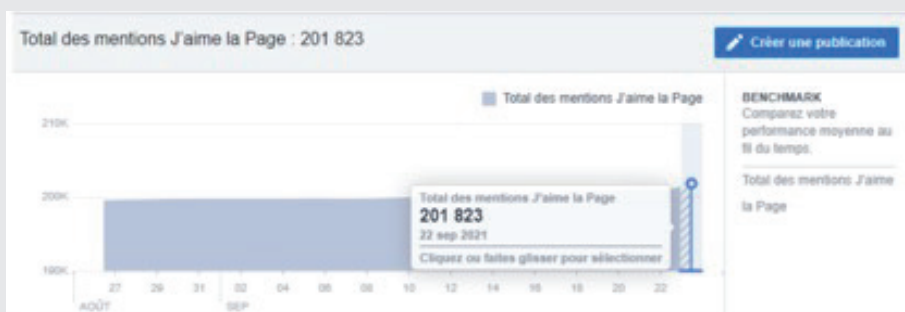 Total des mentions J'aime la Page : 201 823
Créer une publication
Total des mentions J'aime la Page
BENCHMARK
Comparez votre
performance moyenne au
fil du temps.
Total des mentions J'aime
la Page
210K
200K
190K
Total des mentions J'aime la Page
201 823
22 sep 2021
Cliquez ou faites glisser pour sélectionner
27 29 31 02 04 06 08 10 12 14 16 18 20 22
AOÛT SEP